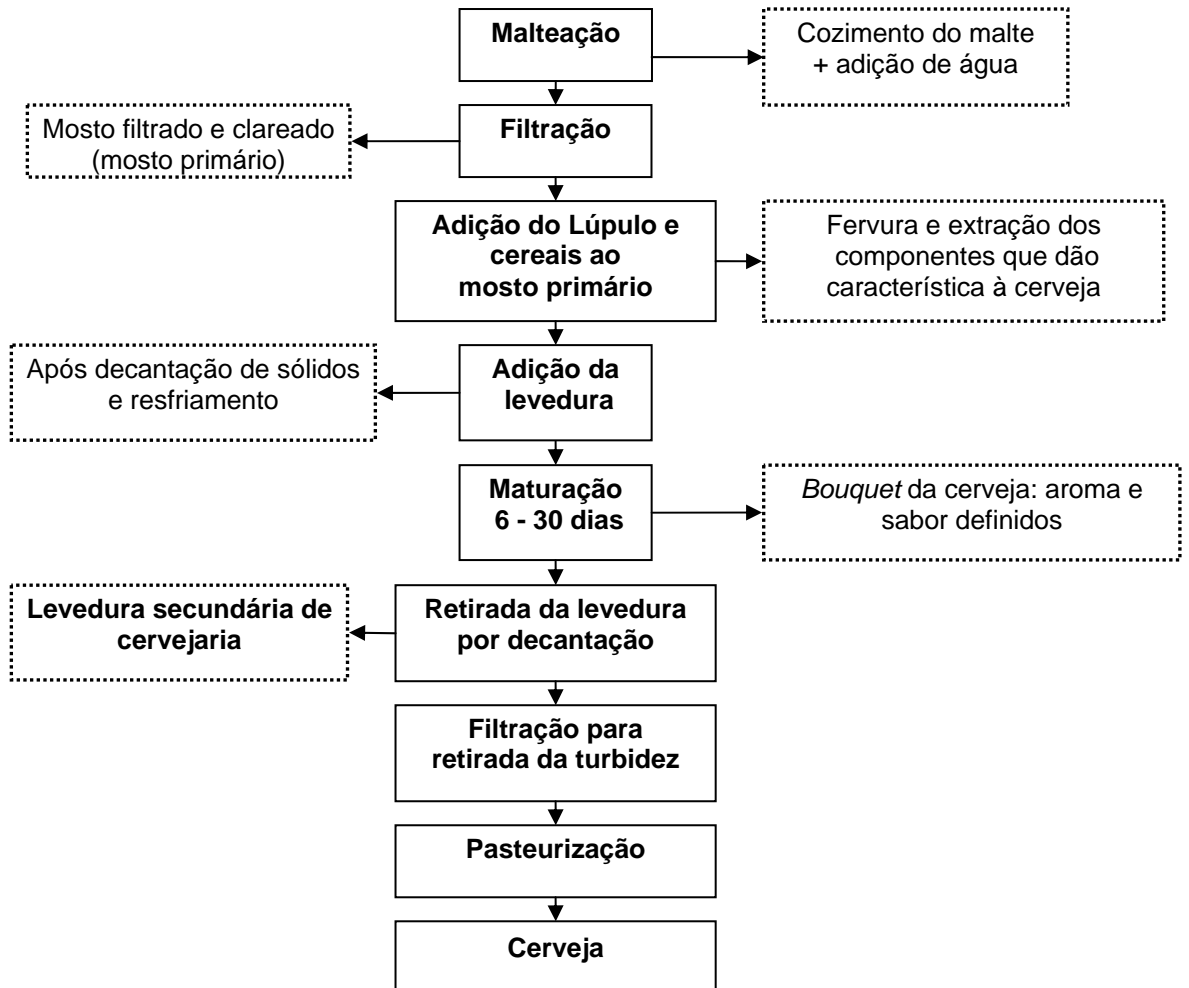 Malteação
Cozimento do malte
+ adição de água
Mosto filtrado e clareado
(mosto primário)
Filtração
Adição do Lúpulo e
cereais ao
mosto primário
Fervura e extração dos
componentes que dão
característica à cerveja
Após decantação de sólidos
e resfriamento
Adição da
levedura
Maturação
6 - 30 dias
Bouquet da cerveja: aroma e
sabor definidos
Levedura secundária de
cervejaria
Retirada da levedura
por decantação
Filtração para
retirada da turbidez
Pasteurização
Cerveja